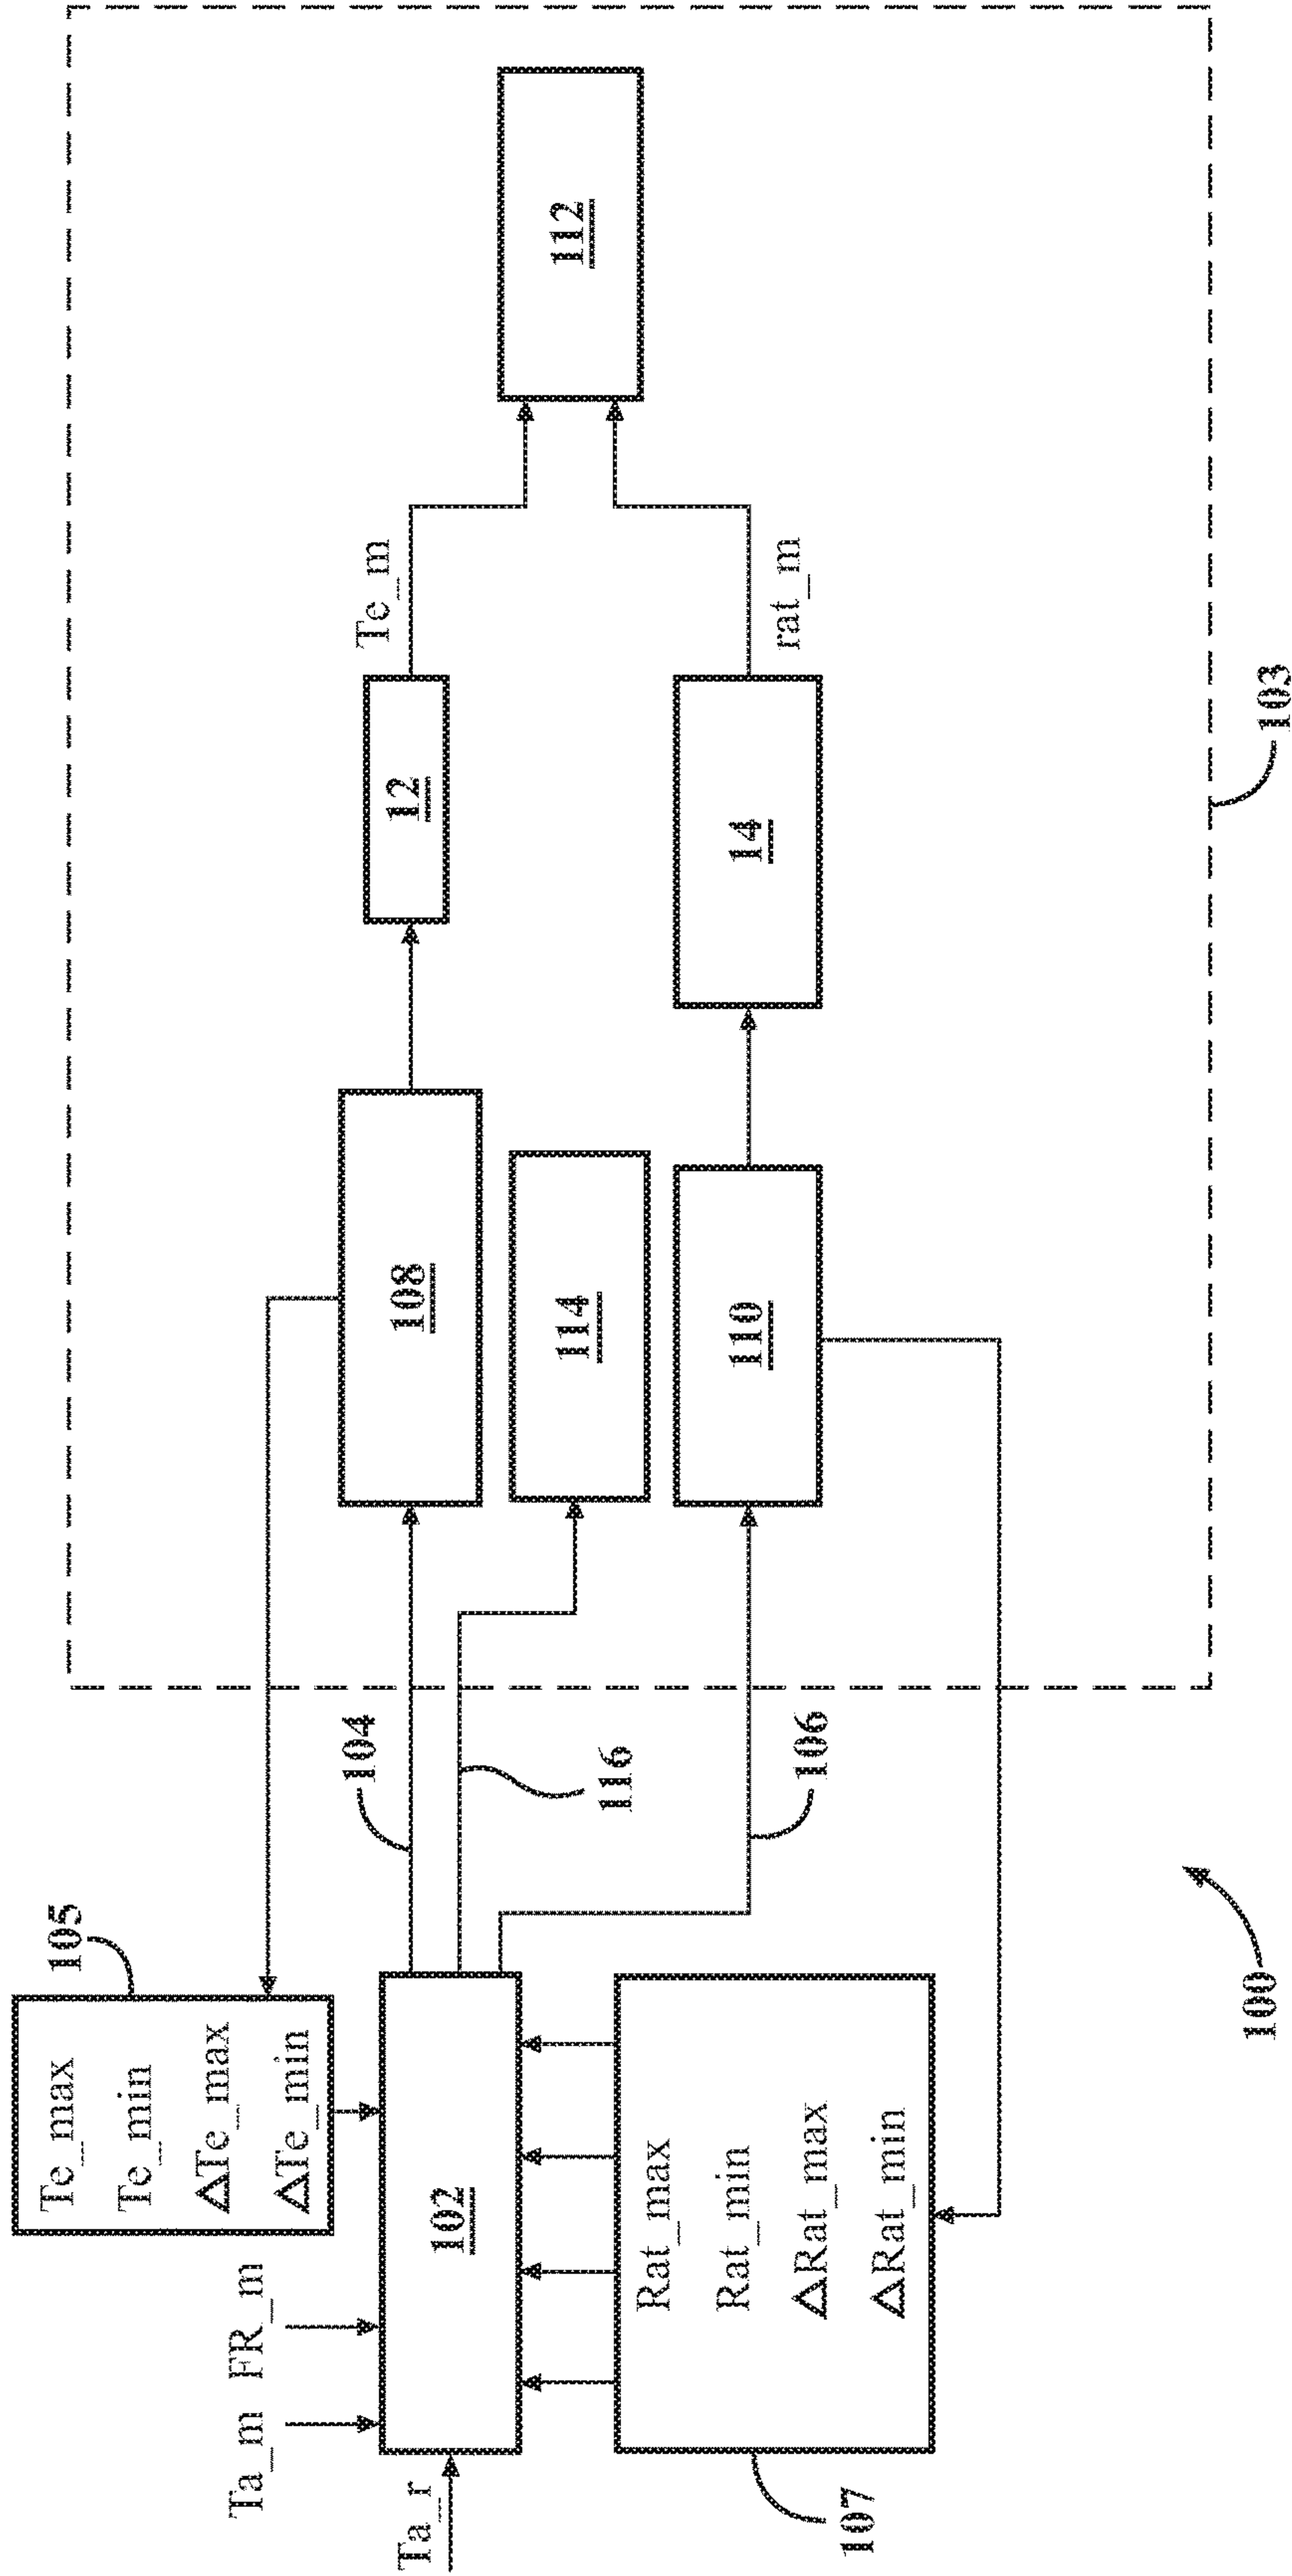 105
Te_max
Te_min
ΔTe_max
ΔTe_min
Ta_m
FR_m
Ta_r
102
104
116
106
107
Rat_max
Rat_min
ΔRat_max
ΔRat_min
108
114
110
12
14
Te_m
rat_m
112
103
100